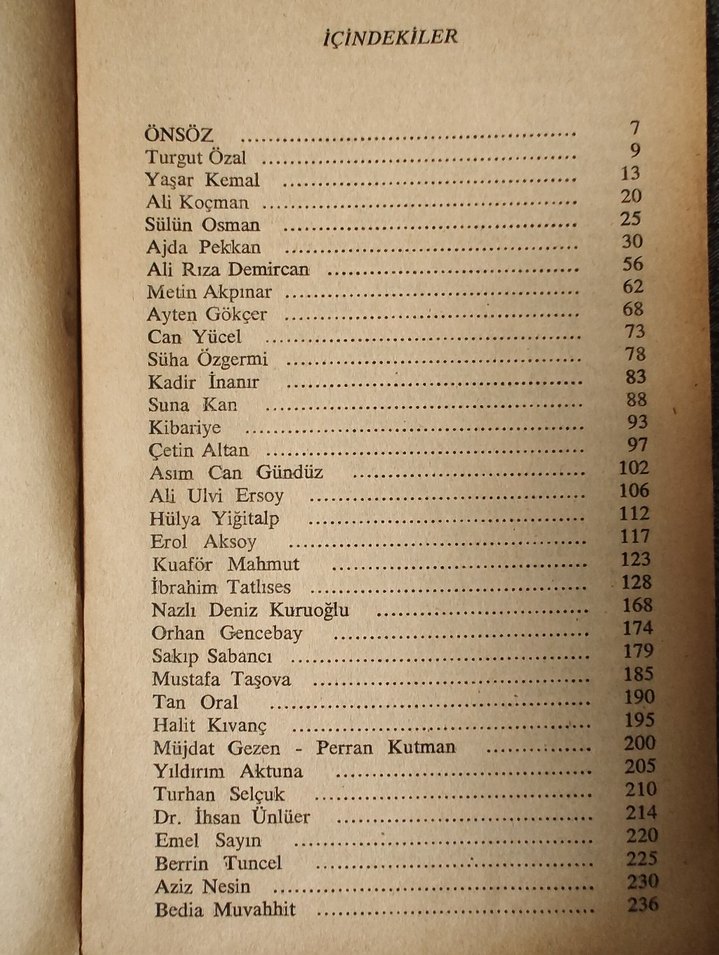 İÇİNDEKİLER
ÖNSÖZ ................................................ 7
Turgut Özal ................................................ 9
Yaşar Kemal ................................................ 13
Ali Koçman ................................................ 20
Sülün Osman ................................................ 25
Ajda Pekkan ................................................ 30
Ali Rıza Demircan ................................................ 56
Metin Akpınar ................................................ 62
Ayten Gökçer ................................................ 68
Can Yücel ................................................ 73
Süha Özgermi ................................................ 78
Kadir İnanır ................................................ 83
Suna Kan ................................................ 88
Kibariye ................................................ 93
Çetin Altan ................................................ 97
Asım Can Gündüz ................................................ 102
Ali Ulvi Ersoy ................................................ 106
Hülya Yiğitalp ................................................ 112
Erol Aksoy ................................................ 117
Kuaför Mahmut ................................................ 123
İbrahim Tatlıses ................................................ 128
Nazlı Deniz Kuruoğlu ................................................ 168
Orhan Gencebay ................................................ 174
Sakıp Sabancı ................................................ 179
Mustafa Taşova ................................................ 185
Tan Oral ................................................ 190
Halit Kıvanç ................................................ 195
Müjdat Gezen - Perran Kutman ................ 200
Yıldırım Aktuna ................................................ 205
Turhan Selçuk ................................................ 210
Dr. İhsan Ünlüer ................................................ 214
Emel Sayın ................................................ 220
Berrin Tuncel ................................................ 225
Aziz Nesin ................................................ 230
Bedia Muvahhit ................................................ 236